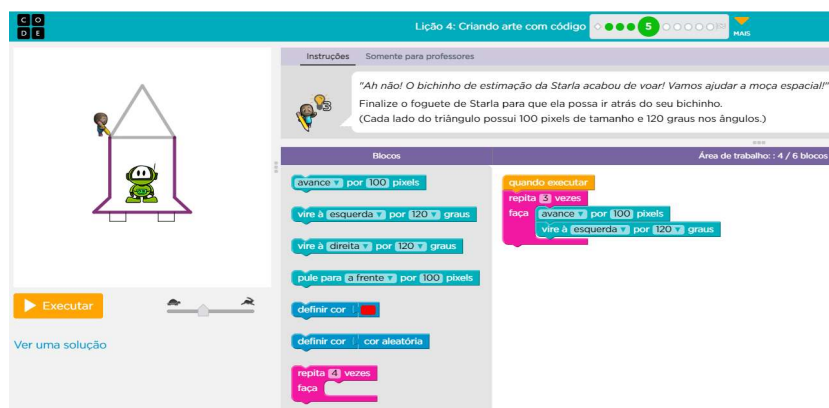 C O
D E
Lição 4: Criando arte com código
5
MAIS
Instruções Somente para professores
"Ah não! O bichinho de estimação da Starla acabou de voar! Vamos ajudar a moça espacial!"
Finalize o foguete de Starla para que ela possa ir atrás do seu bichinho.
(Cada lado do triângulo possui 100 pixels de tamanho e 120 graus nos ângulos.)
3
Blocos
Área de trabalho: : 4 / 6 blocos
avance por 100 pixels
vire à esquerda por 120 graus
vire à direita por 120 graus
pule para a frente por 100 pixels
definir cor
definir cor cor aleatória
repita 4 vezes
faça
quando executar
repita 3 vezes
faça avance por 100 pixels
vire à esquerda por 120 graus
Executar
Ver uma solução